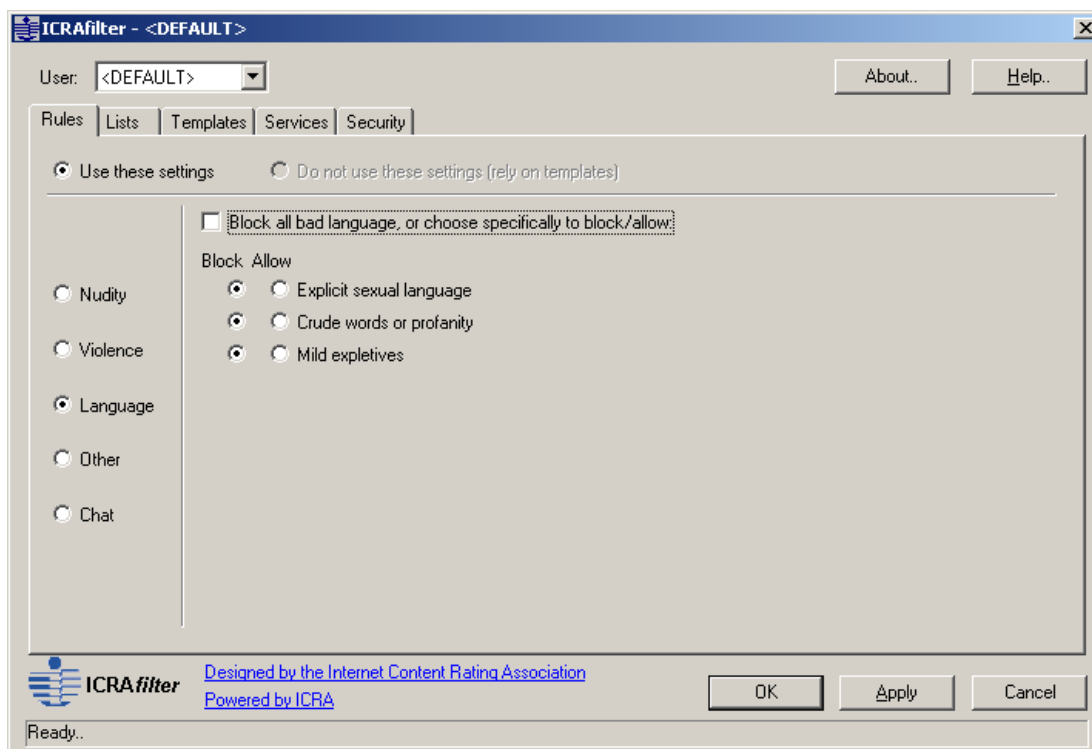 ICRAfilter - <DEFAULT>
User: <DEFAULT> About.. Help..
Rules Lists Templates Services Security
Use these settings Do not use these settings (rely on templates)
Block all bad language, or choose specifically to block/allow:
Block Allow
Nudity Explicit sexual language
Crude words or profanity
Violence Mild expletives
Language
Other
Chat
ICRAfilter Designed by the Internet Content Rating Association
Powered by ICRA
OK Apply Cancel
Ready..